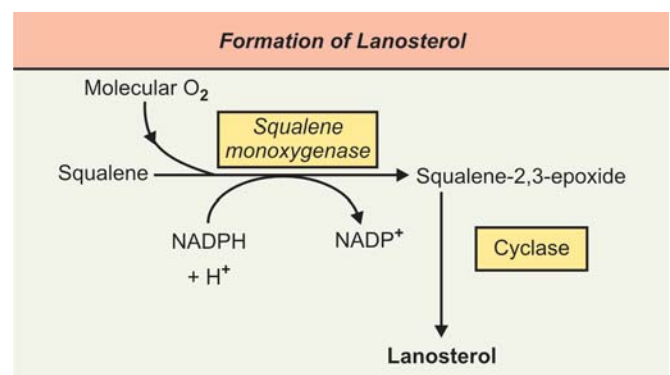 Formation of Lanosterol
Molecular O₂
Squalene
monoxygenase
Squalene
Squalene-2,3-epoxide
NADPH
+ H⁺
NADP⁺
Cyclase
Lanosterol